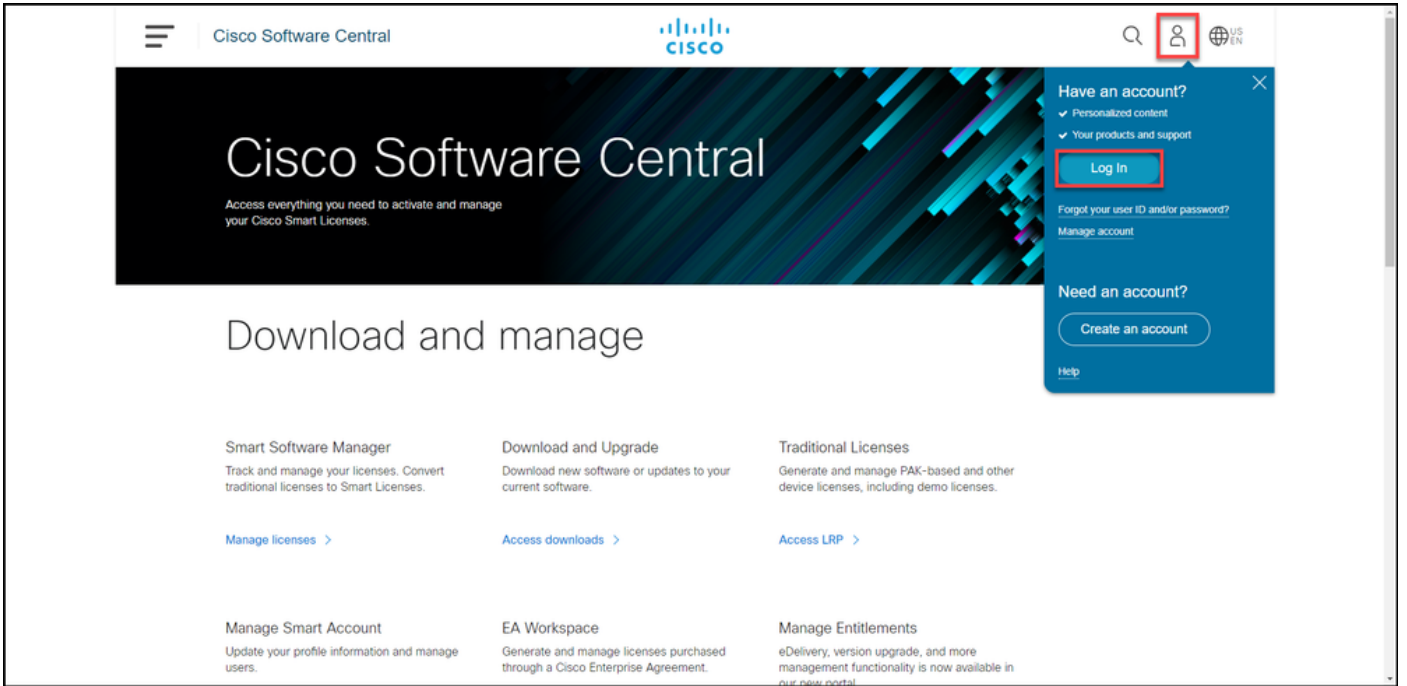 Cisco Software Central
CISCO
US
EN
Cisco Software Central
Access everything you need to activate and manage
your Cisco Smart Licenses.
Have an account?
Personalized content
Your products and support
Log In
Forgot your user ID and/or password?
Manage account
Need an account?
Create an account
Help
Download and manage
Smart Software Manager
Track and manage your licenses. Convert
traditional licenses to Smart Licenses.
Manage licenses
Download and Upgrade
Download new software or updates to your
current software.
Access downloads
Traditional Licenses
Generate and manage PAK-based and other
device licenses, including demo licenses.
Access LRP
Manage Smart Account
Update your profile information and manage
users.
EA Workspace
Generate and manage licenses purchased
through a Cisco Enterprise Agreement.
Manage Entitlements
eDelivery, version upgrade, and more
management functionality is now available in
our new portal